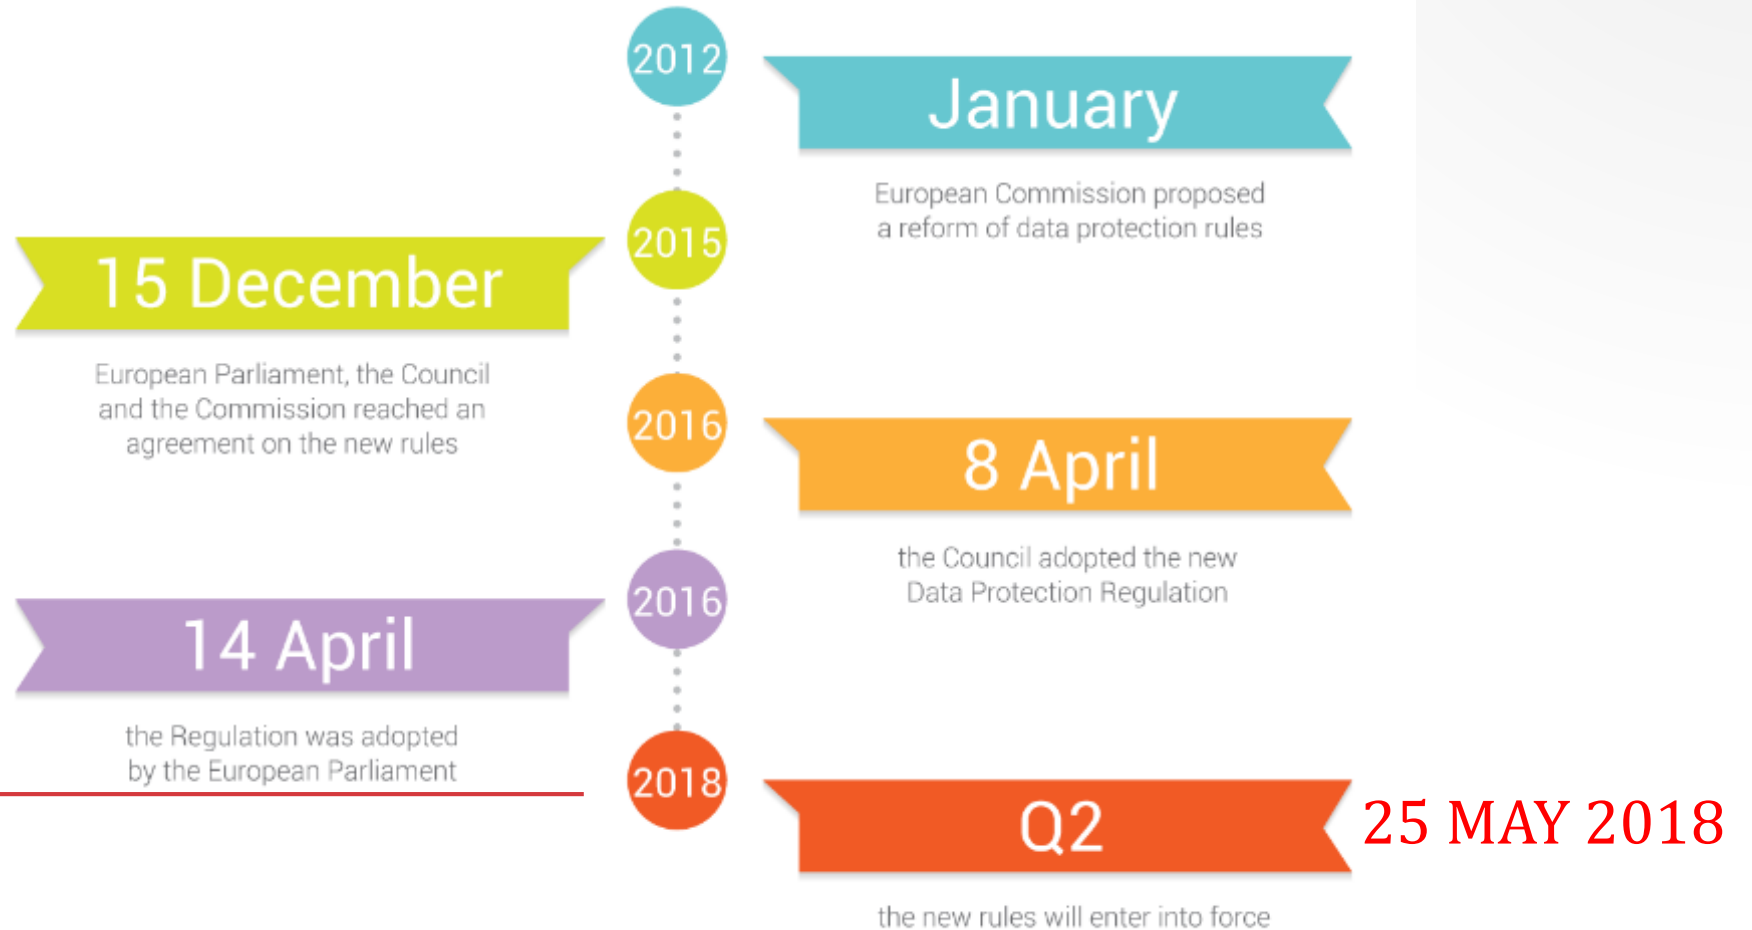 2012
January
European Commission proposed
a reform of data protection rules
2015
15 December
European Parliament, the Council
and the Commission reached an
agreement on the new rules
2016
8 April
the Council adopted the new
Data Protection Regulation
2016
14 April
the Regulation was adopted
by the European Parliament
2018
Q2
25 MAY 2018
the new rules will enter into force